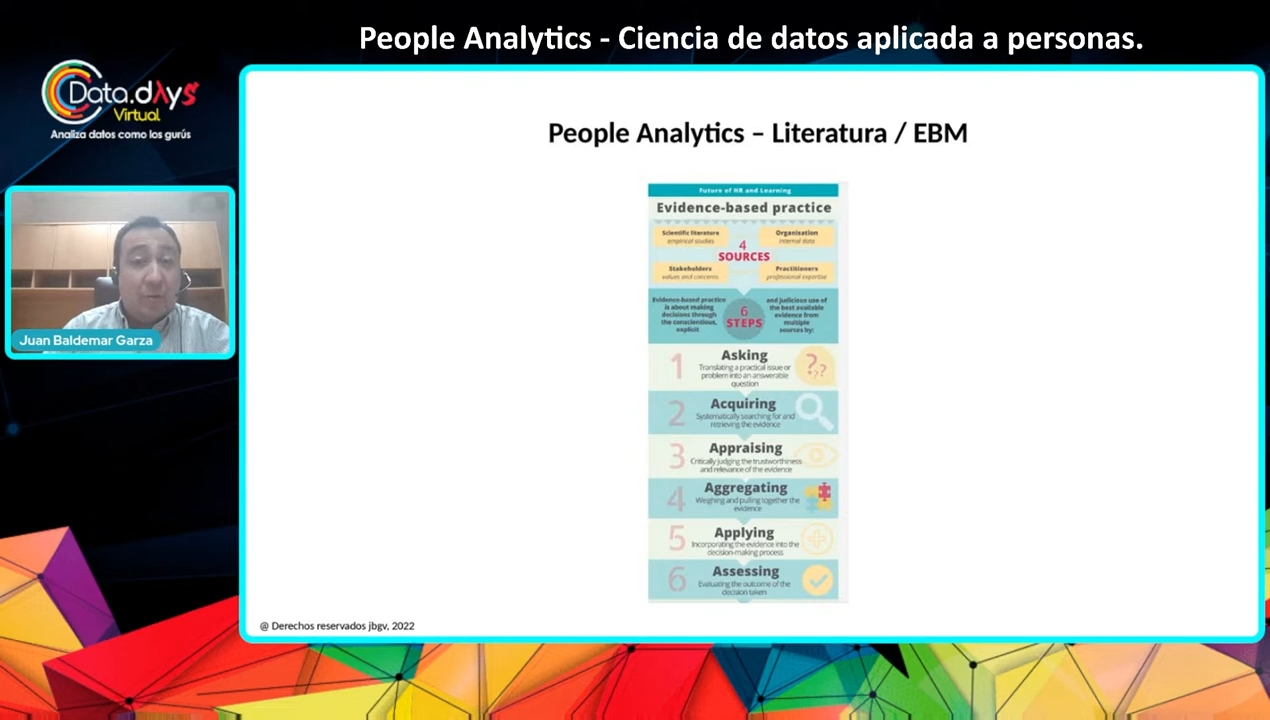 People Analytics - Ciencia de datos aplicada a personas.
Data.dλys
Virtual
Analiza datos como los gurús
Juan Baldemar Garza
People Analytics – Literatura / EBM
Future of HR and Learning
Evidence-based practice
Scientific literature
empirical studies
Organisation
internal data
4
SOURCES
Stakeholders
values and concerns
Practitioners
professional expertise
Evidence-based practice
is about making
decisions through
the conscientious,
explicit
6
STEPS
and judicious use of
the best available
evidence from
multiple
sources by:
1
Asking
Translating a practical issue or
problem into an answerable
question
???
2
Acquiring
Systematically searching for and
retrieving the evidence
3
Appraising
Critically judging the trustworthiness
and relevance of the evidence
4
Aggregating
Weighing and pulling together the
evidence
5
Applying
Incorporating the evidence into the
decision-making process
6
Assessing
Evaluating the outcome of the
decision taken
@ Derechos reservados jbgv, 2022